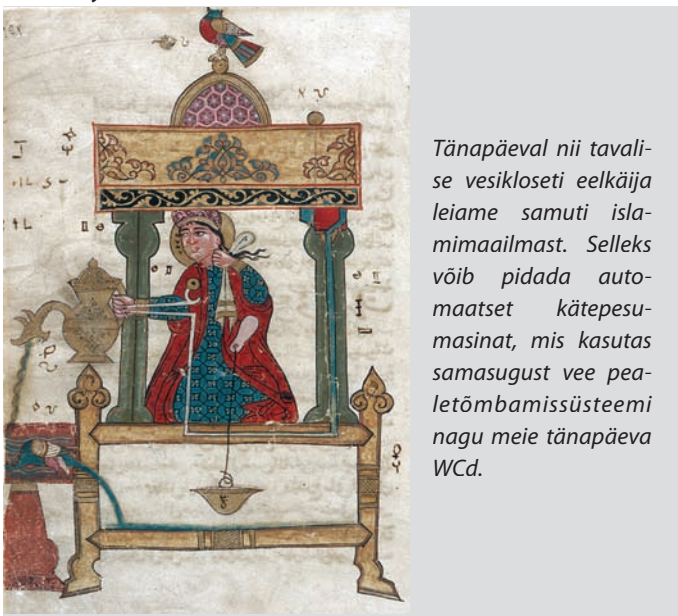 Tänapäeval nii tavali-
se vesikloseti eelkäija
leiame samuti isla-
mimaailmast. Selleks
võib pidada auto-
maatset kätepesu-
masinat, mis kasutas
samasugust vee pea-
letõmbamissüsteemi
nagu meie tänapäeva
WCd.